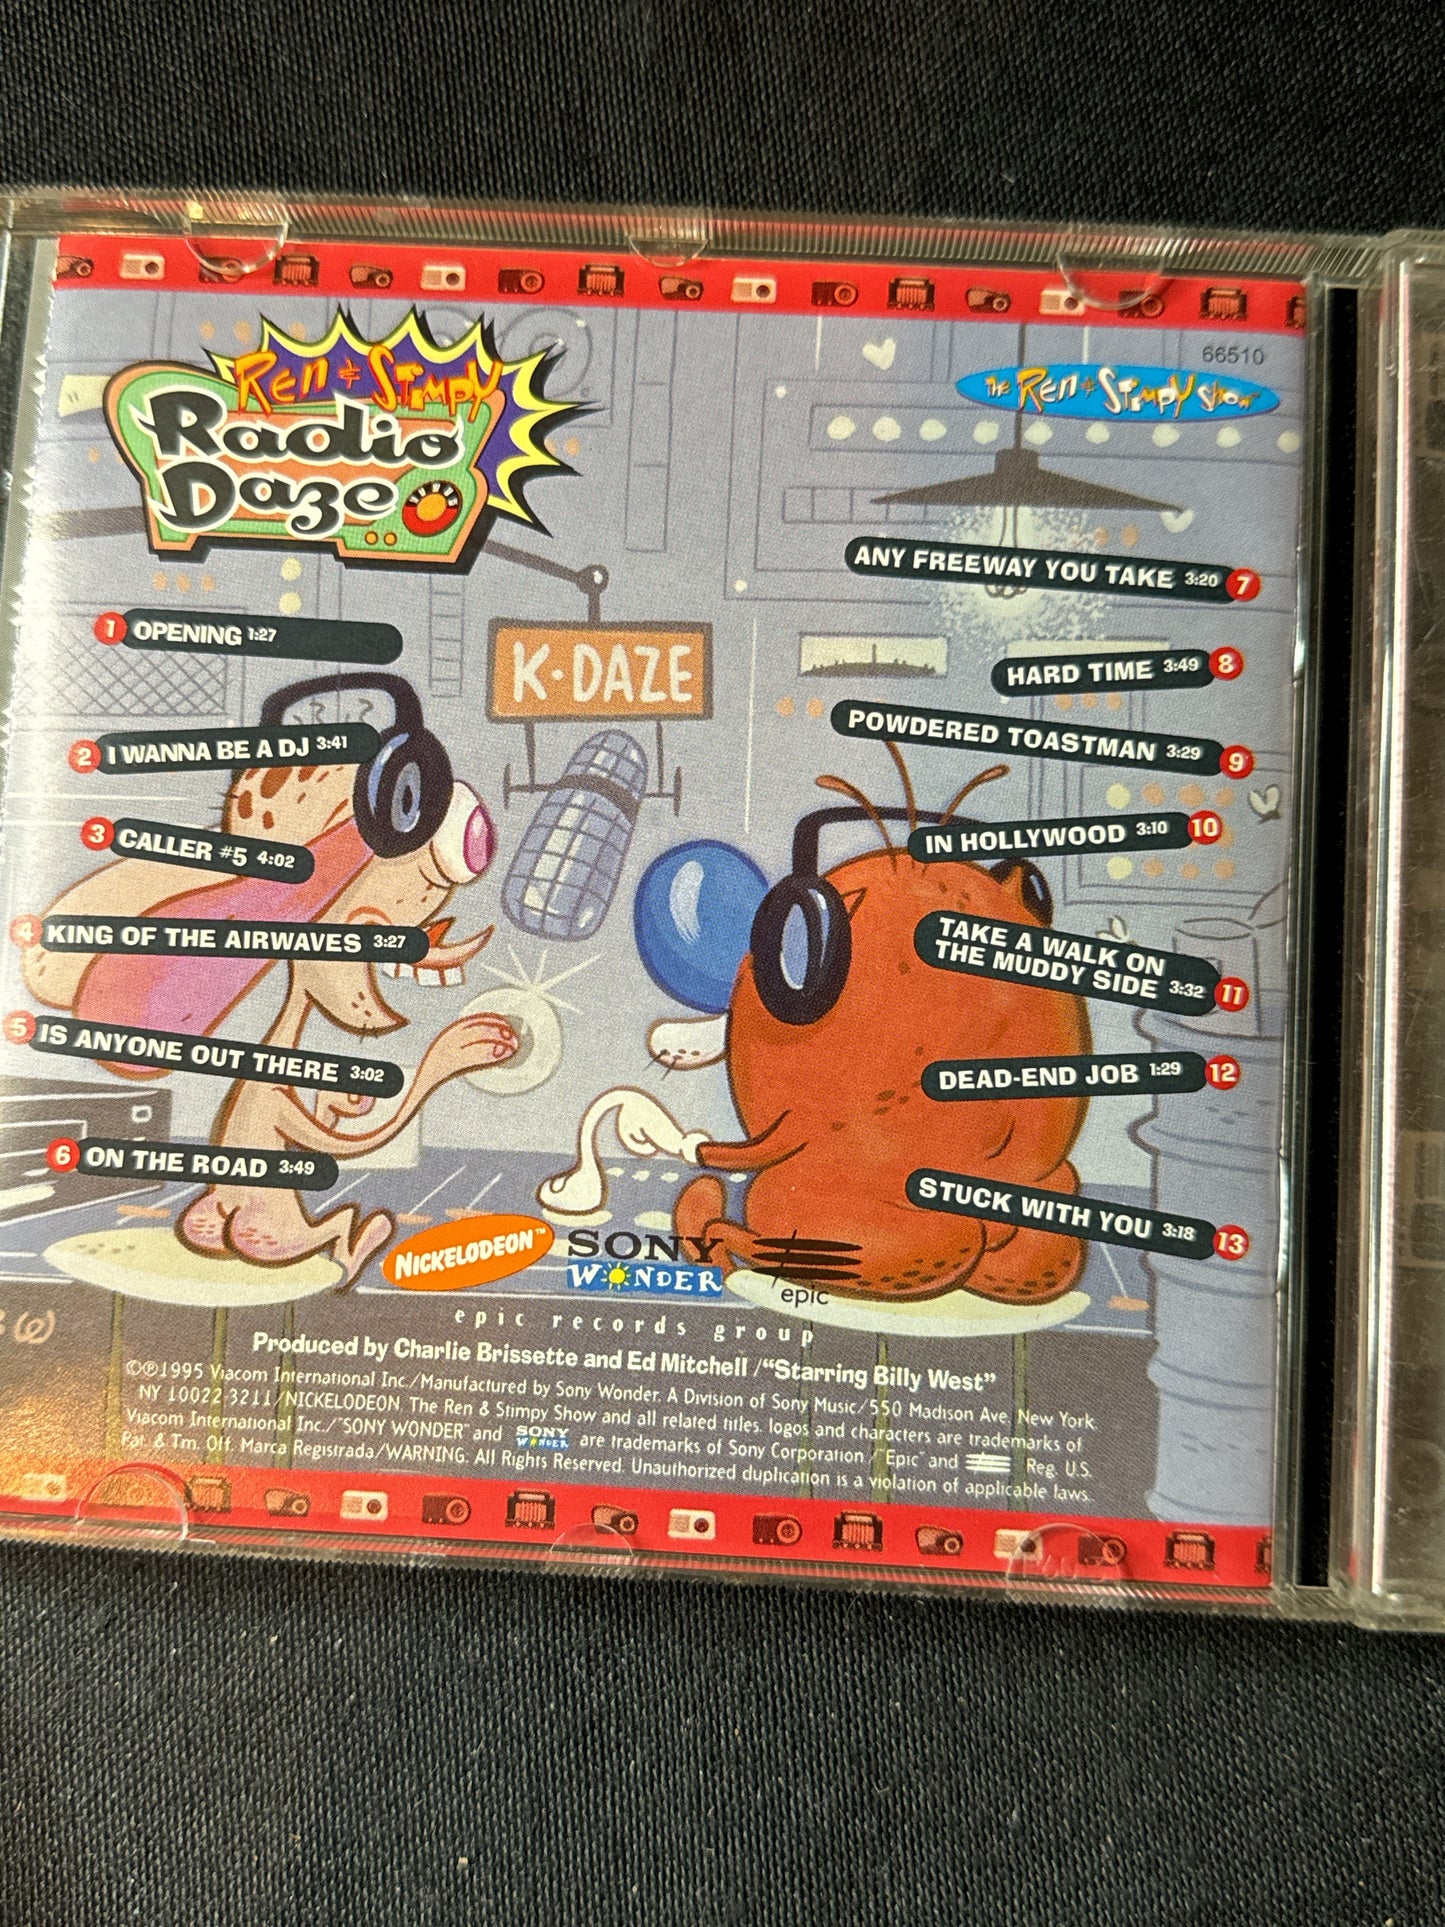 66510
REN & STIMPY
Radio
Daze
THE REN & STIMPY SHOW
K·DAZE
1 OPENING 1:27
2 I WANNA BE A DJ 3:41
3 CALLER #5 4:02
4 KING OF THE AIRWAVES 3:27
5 IS ANYONE OUT THERE 3:02
6 ON THE ROAD 3:49
ANY FREEWAY YOU TAKE 3:20 7
HARD TIME 3:49 8
POWDERED TOASTMAN 3:29 9
IN HOLLYWOOD 3:10 10
TAKE A WALK ON
THE MUDDY SIDE 3:32 11
DEAD-END JOB 1:29 12
STUCK WITH YOU 3:18 13
NICKELODEON™
SONY
WONDER
epic
epic records group
Produced by Charlie Brissette and Ed Mitchell/"Starring Billy West"
©℗1995 Viacom International Inc./Manufactured by Sony Wonder, A Division of Sony Music/550 Madison Ave, New York
NY 10022-3211/NICKELODEON, The Ren & Stimpy Show and all related titles, logos and characters are trademarks of
Viacom International Inc./"SONY WONDER" and SONY WONDER are trademarks of Sony Corporation/"Epic" and Reg. U.S.
Pat. & Tm. Off. Marca Registrada/WARNING. All Rights Reserved. Unauthorized duplication is a violation of applicable laws.